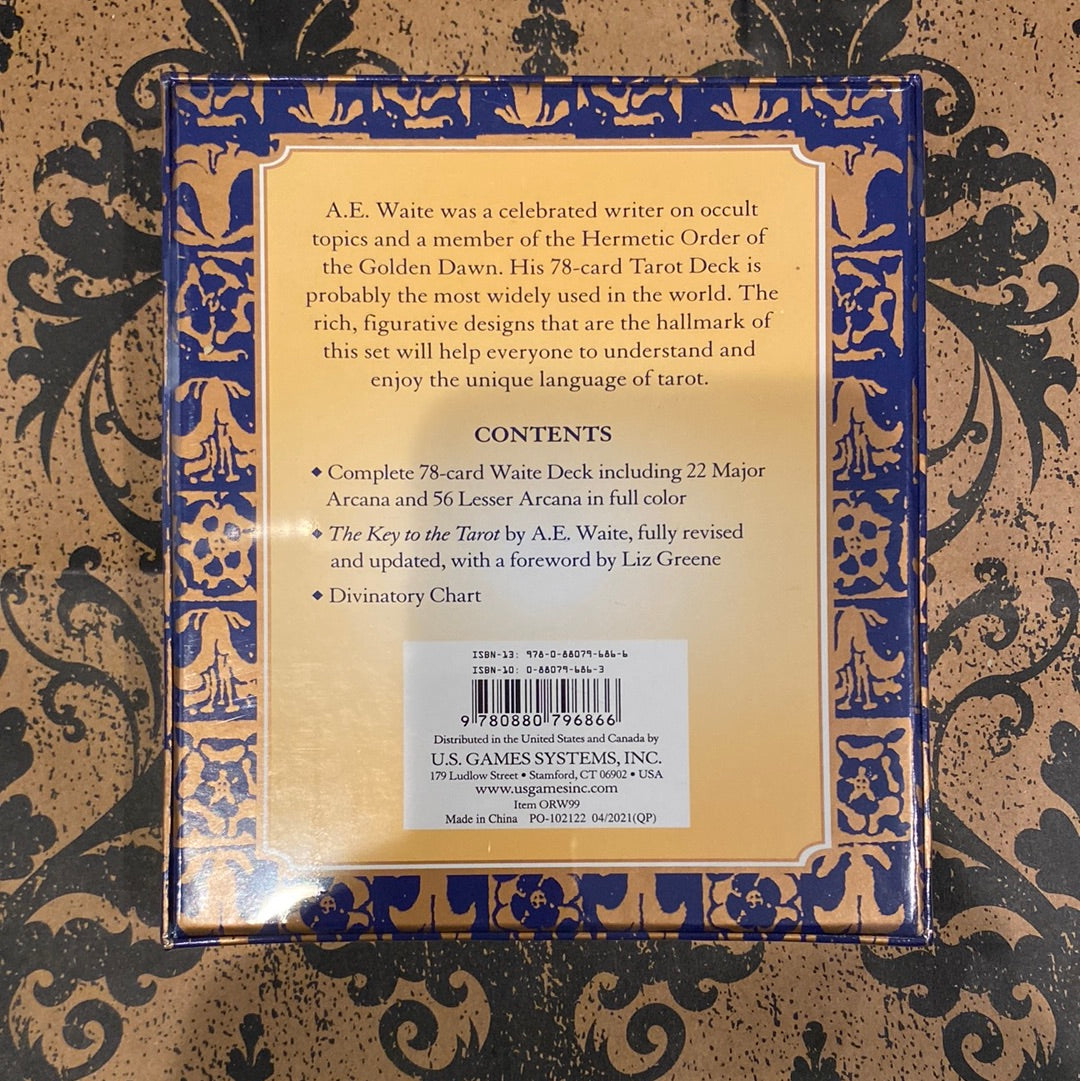 A.E. Waite was a celebrated writer on occult
topics and a member of the Hermetic Order of
the Golden Dawn. His 78-card Tarot Deck is
probably the most widely used in the world. The
rich, figurative designs that are the hallmark of
this set will help everyone to understand and
enjoy the unique language of tarot.
CONTENTS
◆ Complete 78-card Waite Deck including 22 Major
Arcana and 56 Lesser Arcana in full color
◆ The Key to the Tarot by A.E. Waite, fully revised
and updated, with a foreword by Liz Greene
◆ Divinatory Chart
ISBN-13: 978-0-88079-686-6
ISBN-10: 0-88079-686-3
9 780880 796866
Distributed in the United States and Canada by
U.S. GAMES SYSTEMS, INC.
179 Ludlow Street • Stamford, CT 06902 • USA
www.usgamesinc.com
Item ORW99
Made in China PO-102122 04/2021(QP)